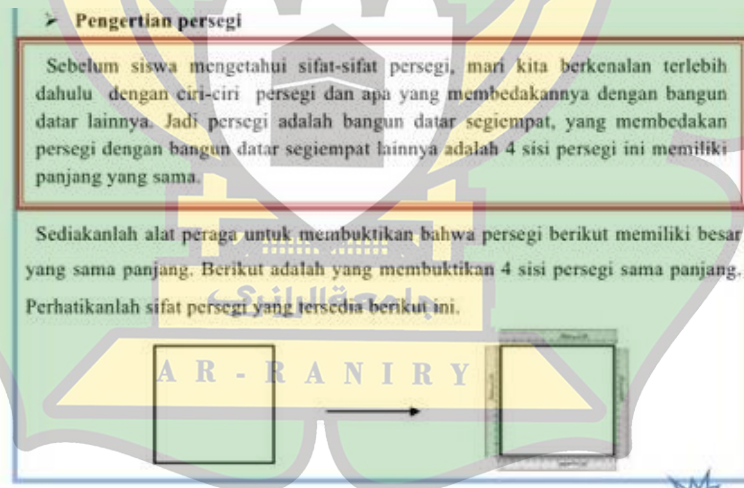 ➢ Pengertian persegi
Sebelum siswa mengetahui sifat-sifat persegi, mari kita berkenalan terlebih
dahulu dengan ciri-ciri persegi dan apa yang membedakannya dengan bangun
datar lainnya. Jadi persegi adalah bangun datar segiempat, yang membedakan
persegi dengan bangun datar segiempat lainnya adalah 4 sisi persegi ini memiliki
panjang yang sama.
Sediakanlah alat peraga untuk membuktikan bahwa persegi berikut memiliki besar
yang sama panjang. Berikut adalah yang membuktikan 4 sisi persegi sama panjang.
Perhatikanlah sifat persegi yang tersedia berikut ini.
جامعة الرانري
AR-RANIRY